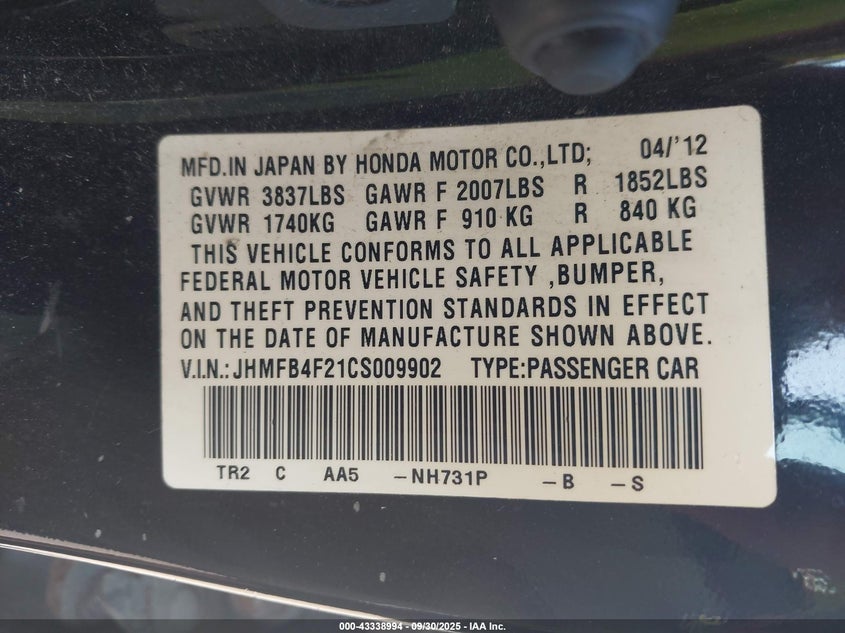 MFD.IN JAPAN BY HONDA MOTOR CO.,LTD; 04/'12
GVWR 3837LBS GAWR F 2007LBS R 1852LBS
GVWR 1740KG GAWR F 910 KG R 840 KG
THIS VEHICLE CONFORMS TO ALL APPLICABLE
FEDERAL MOTOR VEHICLE SAFETY ,BUMPER,
AND THEFT PREVENTION STANDARDS IN EFFECT
ON THE DATE OF MANUFACTURE SHOWN ABOVE.
V.I.N.:JHMFB4F21CS009902 TYPE:PASSENGER CAR
TR2 C AA5 -NH731P -B -S
000-43338994 - 09/30/2025 - IAA Inc.